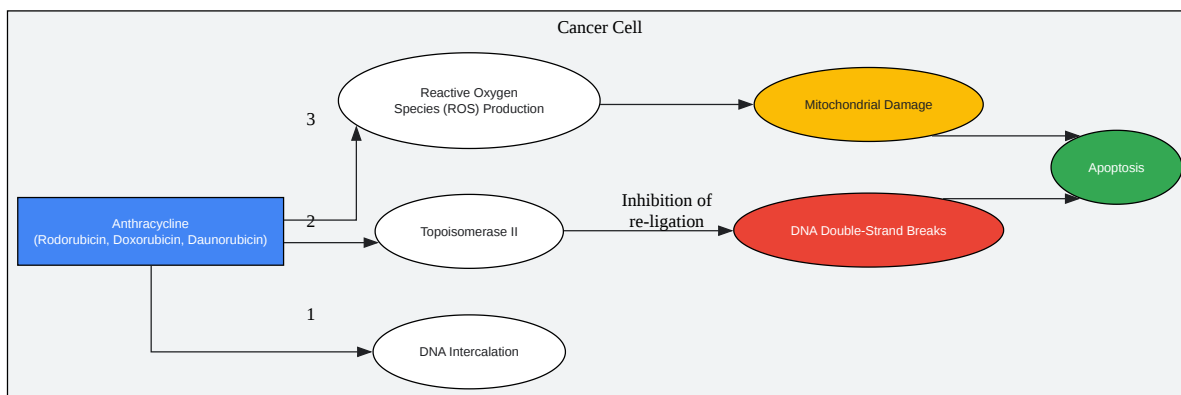 Cancer Cell
Reactive Oxygen
Species (ROS) Production
Mitochondrial Damage
3
Apoptosis
Anthracycline
(Rodorubicin, Doxorubicin, Daunorubicin)
2
Topoisomerase II
Inhibition of
re-ligation
DNA Double-Strand Breaks
1
DNA Intercalation